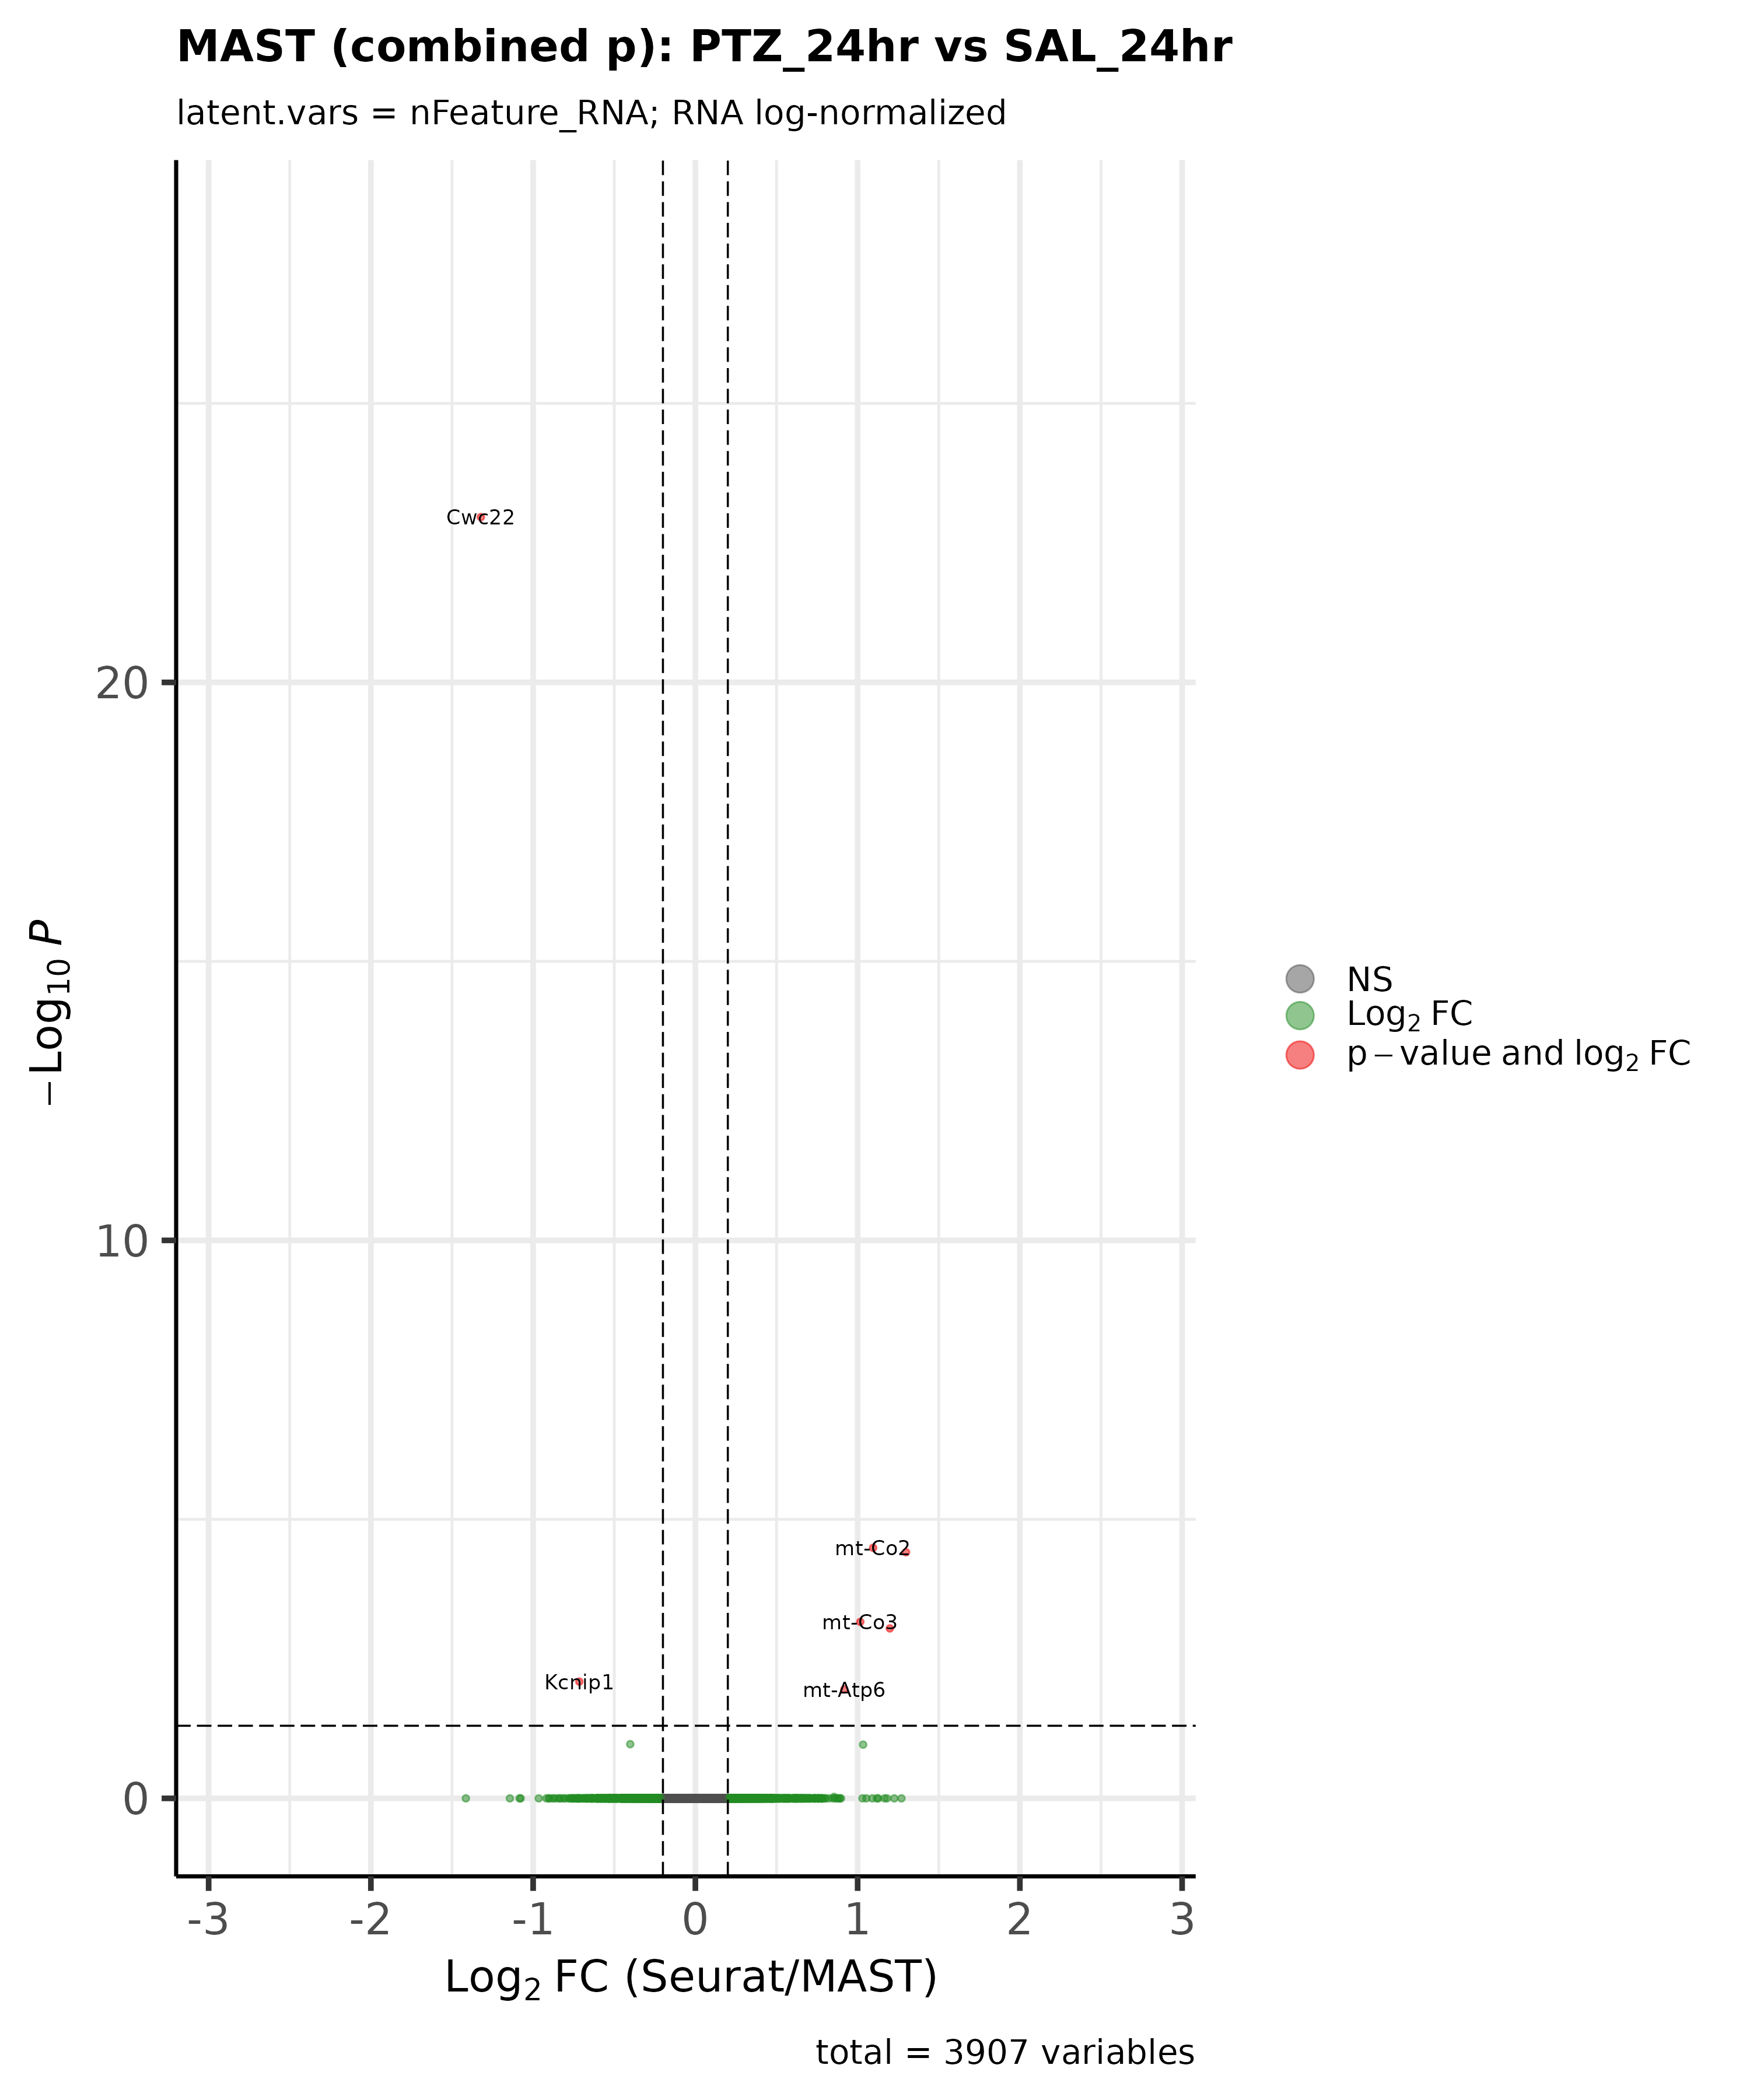 MAST (combined p): PTZ_24hr vs SAL_24hr
latent.vars = nFeature_RNA; RNA log-normalized
Cwc22
20
−Log10 P
NS
Log2 FC
p−value and log2 FC
10
mt-Co2
mt-Co3
Kcnip1
mt-Atp6
0
-3 -2 -1 0 1 2 3
Log2 FC (Seurat/MAST)
total = 3907 variables